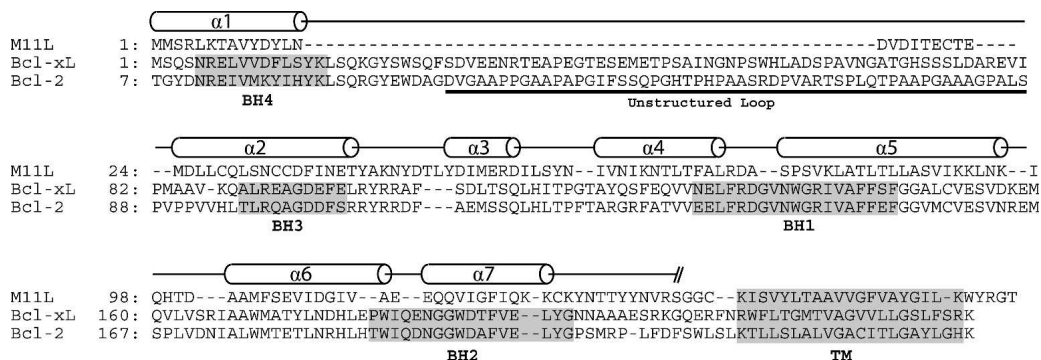 α1
M11L 1: MMSRLKTAVYDYLN----------------------------------------------------DVDITECTE----
Bcl-xL 1: MSQSNRELVVDFLSYKLSQKGYSWSQFSDVEENRTEAPEGTESEMETPSAINGNPSWHLADSPAVNGATGHSSSLDAREVI
Bcl-2 7: TGYDNREIVMKYIHYKLSQRGYEWDAGDVGAAPPGAAPAPGIFSSQPGHTPHPAASRDPVARTSPLQTPAAPGAAAGPALS
BH4 Unstructured Loop
α2 α3 α4 α5
M11L 24: --MDLLCQLSNCCDFINETYAKNYDTLYDIMERDILSYN--IVNIKNTLTFALRDA--SPSVKLATLTLLASVIKKLNK--I
Bcl-xL 82: PMAAV-KQALREAGDEFELRYRRAF---SDLTSQLHITPGTAYQSFEQVVNELFRDGVNWGRIVAFFSFGGALCVESVDKEM
Bcl-2 88: PVPPVVHLTLRQAGDDFSRRYRRDF---AEMSSQLHLTPFTARGRFATVVEELFRDGVNWGRIVAFFEFGGVMCVESVNREM
BH3 BH1
α6 α7
M11L 98: QHTD---AAMFSEVIDGIV--AE--EQQVIGFIQK-KCKYNTTYYNVRSGGC--KISVYLTAAVVGFVAYGIL-KWYRGT
Bcl-xL 160: QVLVSRIAAWMATYLNDHLEPWIQENGGWDTFVE--LYGNNAAAESRKGQERFNRWFLTGMTVAGVVLLGSLFSRK
Bcl-2 167: SPLVDNIALWMTETLNRHLHTWIQDNGGWDAFVE--LYGPSMRP-LFDFSWLSLKTLLSLALVGACITLGAYLGHK
BH2 TM